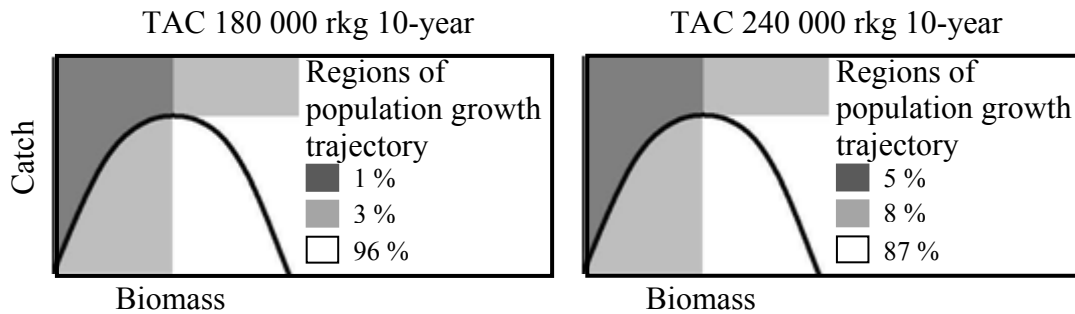 TAC 180 000 rkg 10-year
Catch
Regions of
population growth
trajectory
1 %
3 %
96 %
Biomass
TAC 240 000 rkg 10-year
Regions of
population growth
trajectory
5 %
8 %
87 %
Biomass